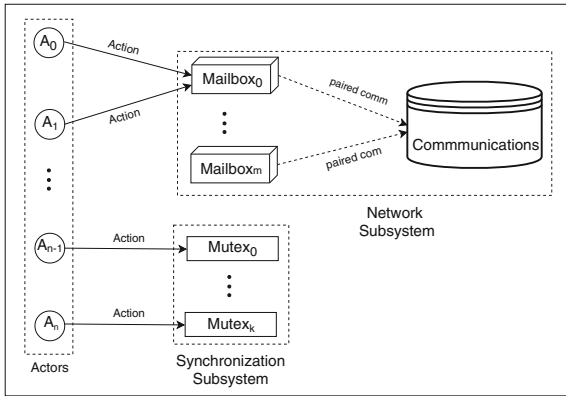 A0
Action
Mailbox0
paired comm
A1
Action
Commmunications
Mailboxm
paired com
Network
Subsystem
An-1
Action
Mutex0
An
Action
Mutexk
Actors
Synchronization
Subsystem